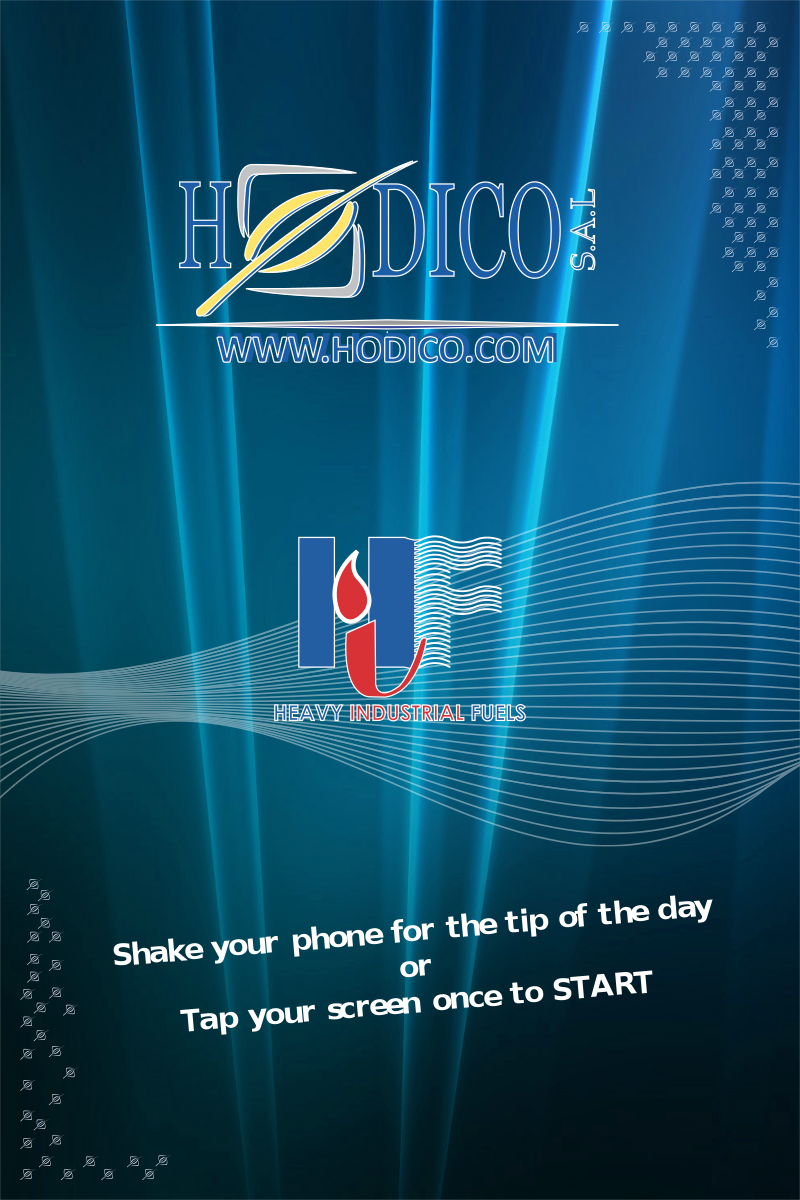 HODICO S.A.L
WWW.HODICO.COM
HIF
HEAVY INDUSTRIAL FUELS
Shake your phone for the tip of the day
or
Tap your screen once to START